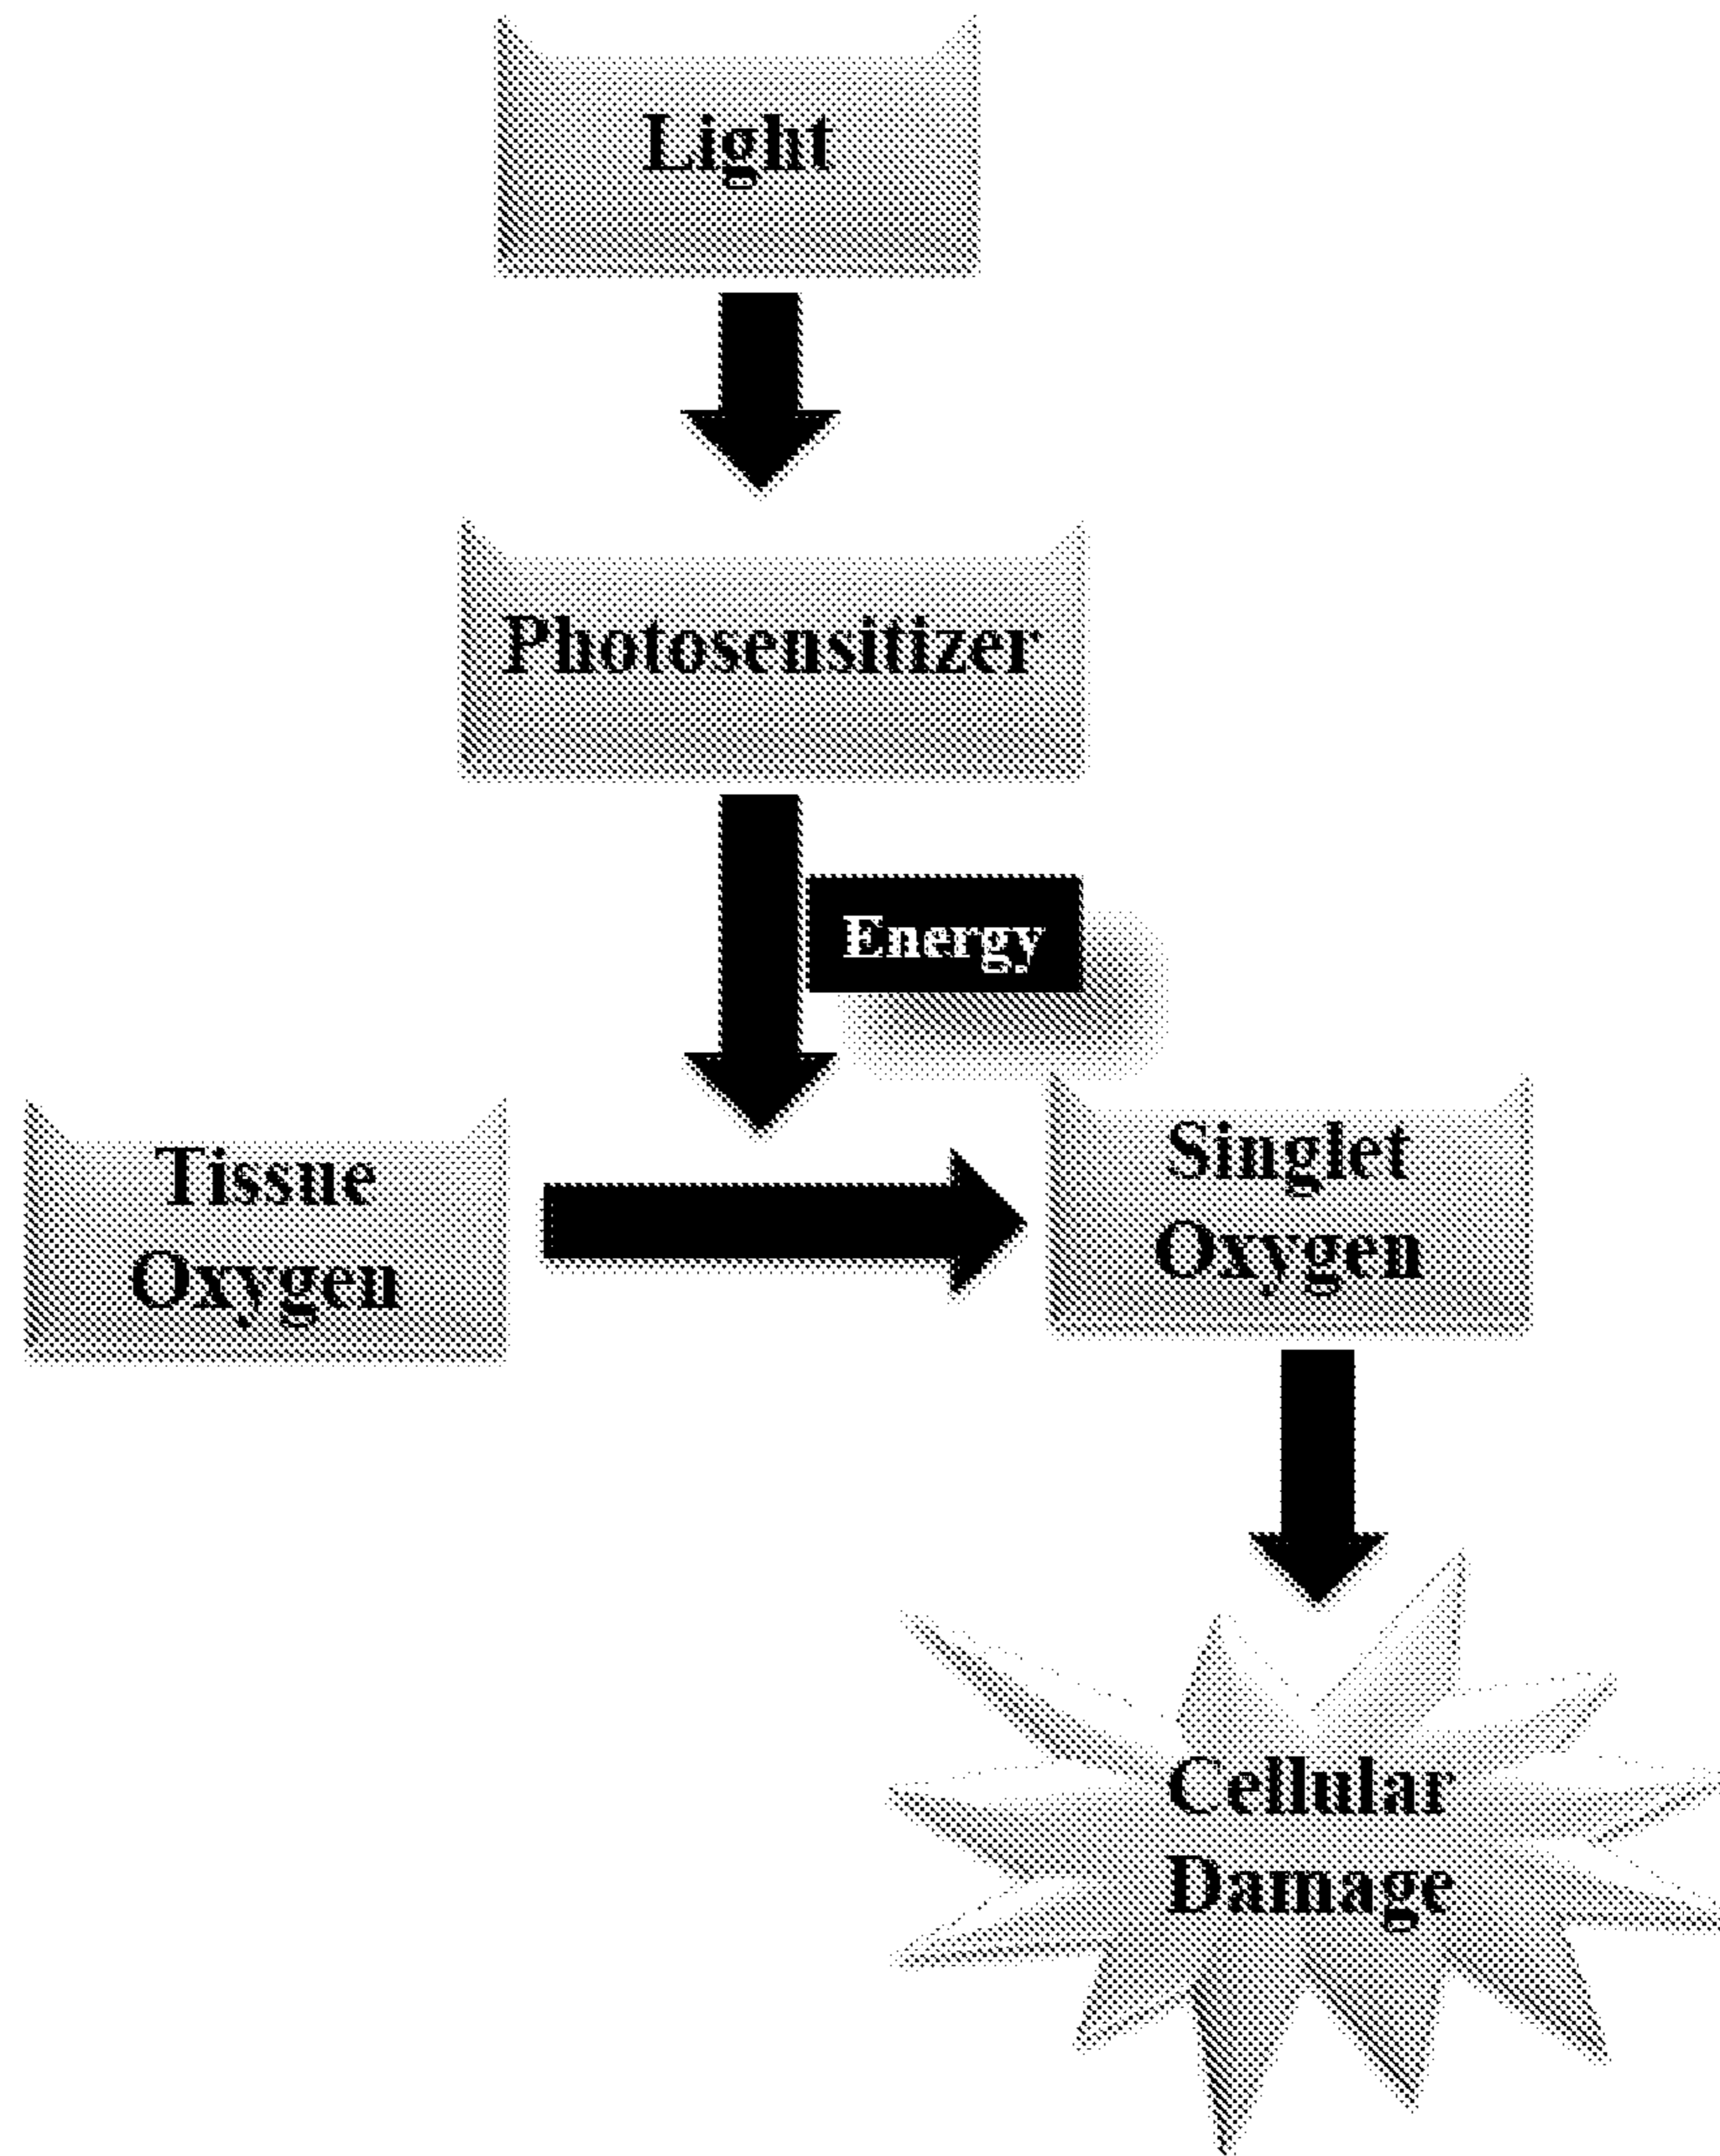 Light
Photosensitizer
Energy
Tissue
Oxygen
Singlet
Oxygen
Cellular
Damage